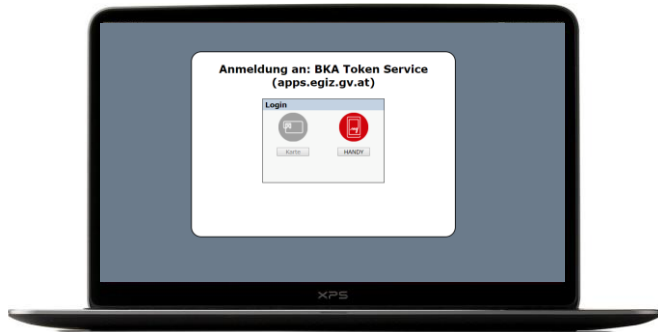 Anmeldung an: BKA Token Service
(apps.egiz.gv.at)
Login
Karte
HANDY
XPS